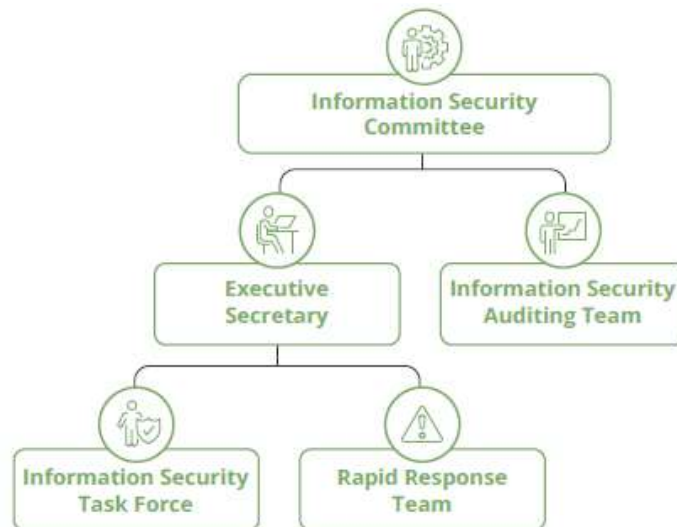 Information Security
Committee
Executive
Secretary
Information Security
Auditing Team
Information Security
Task Force
Rapid Response
Team